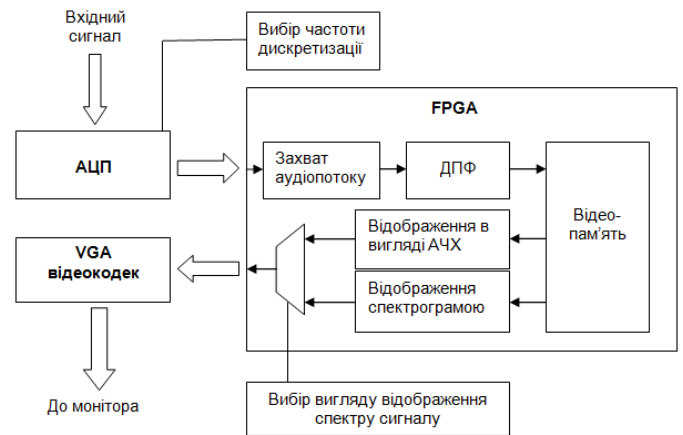 Вхідний
сигнал
Вибір частоти
дискретизації
FPGA
АЦП
Захват
аудіопотоку
ДПФ
Відео-
пам'ять
Відображення в
вигляді АЧХ
VGA
відеокодек
Відображення
спектрограмою
До монітора
Вибір вигляду відображення
спектру сигналу